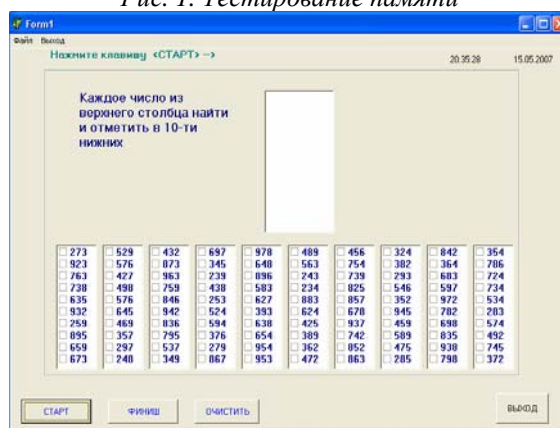 Рис. 1. Тестирование памяти
Form1
Файл Выход
Нажмите клавишу <СТАРТ> -->
20:35:28 15.05.2007
Каждое число из
верхнего столбца найти
и отметить в 10-ти
нижних
273 529 432 697 978 489 456 324 842 354
923 576 873 345 648 563 754 382 364 786
763 427 963 239 896 243 739 293 683 724
738 498 759 438 583 234 825 546 597 734
635 576 846 253 627 883 857 352 972 534
932 645 942 524 393 624 678 945 782 283
259 469 836 594 638 425 937 459 698 574
895 357 795 376 654 389 742 589 835 492
659 297 537 279 954 362 852 475 938 745
673 248 349 867 953 472 863 285 798 372
СТАРТ ФИНИШ ОЧИСТИТЬ ВЫХОД